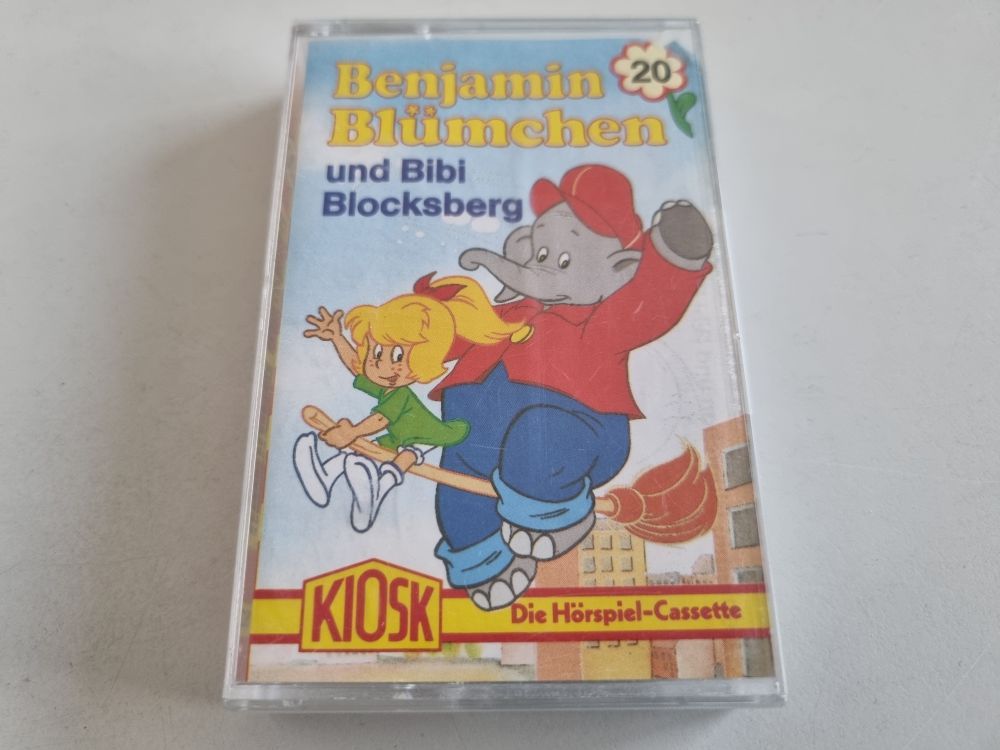 Benjamin
Blümchen
20
und Bibi
Blocksberg
KIOSK
Die Hörspiel-Cassette